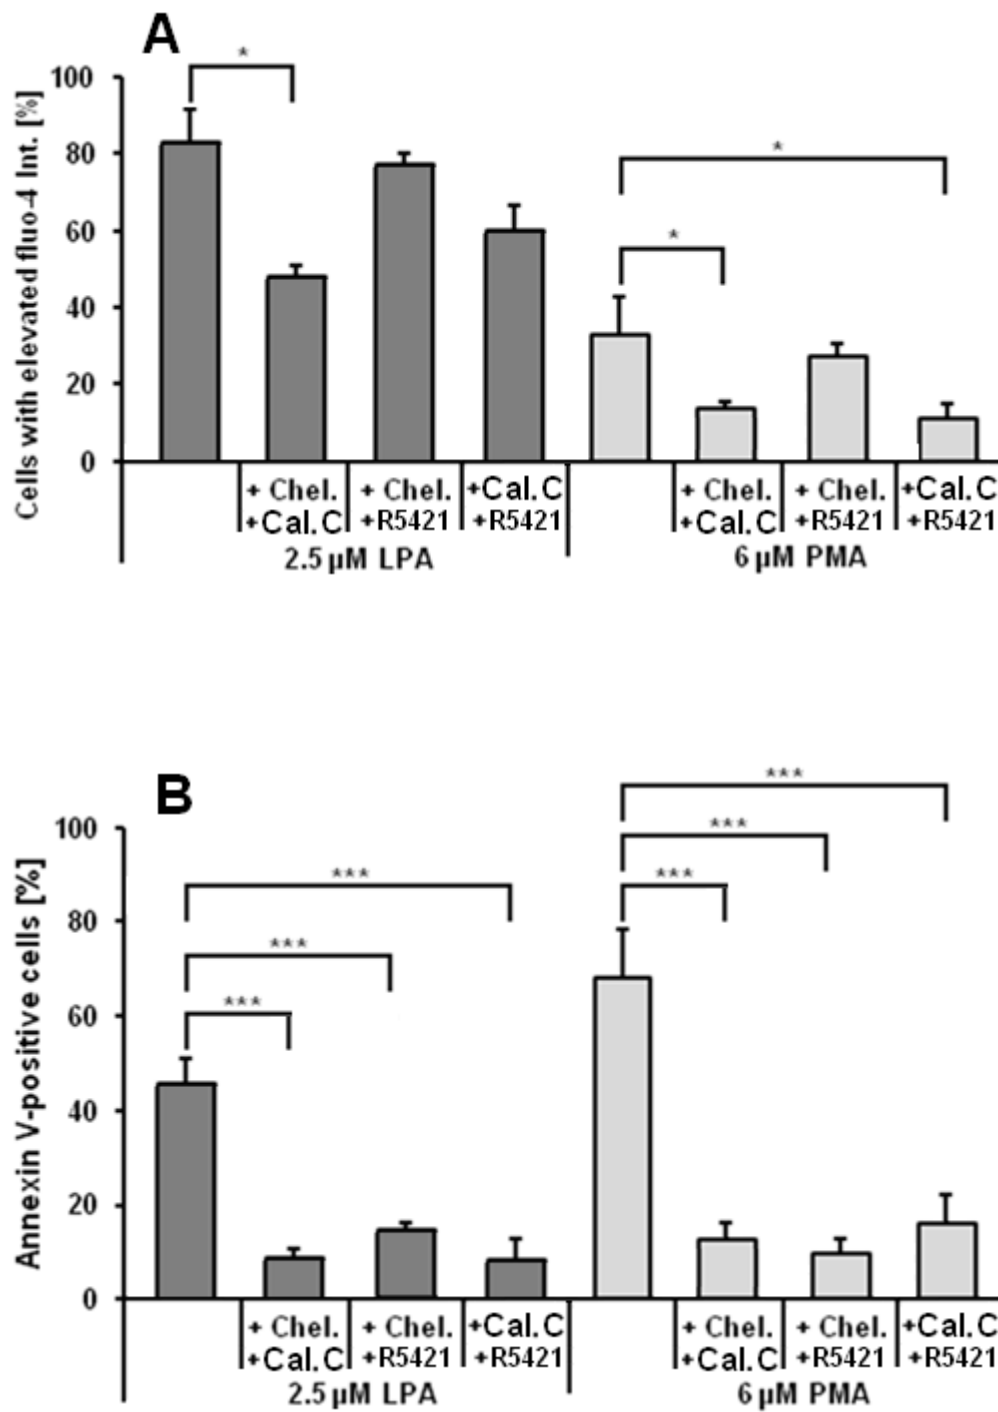 A
*
100
*
80
60
*
40
20
0
Cells with elevated fluo-4 Int. [%]
+ Chel. + Chel. +Cal.C + Chel. + Chel. +Cal.C
+Cal.C +R5421 +R5421 +Cal.C +R5421 +R5421
2.5 µM LPA 6 µM PMA
B
***
100
***
*** ***
80
***
60
***
40
20
0
Annexin V-positive cells [%]
+ Chel. + Chel. +Cal.C + Chel. + Chel. +Cal.C
+Cal.C +R5421 +R5421 +Cal.C +R5421 +R5421
2.5 µM LPA 6 µM PMA